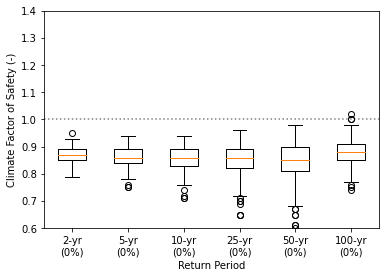 1.4
1.3
1.2
1.1
1.0
0.9
0.8
0.7
0.6
Climate Factor of Safety (-)
2-yr 5-yr 10-yr 25-yr 50-yr 100-yr
(0%) (0%) (0%) (0%) (0%) (0%)
Return Period